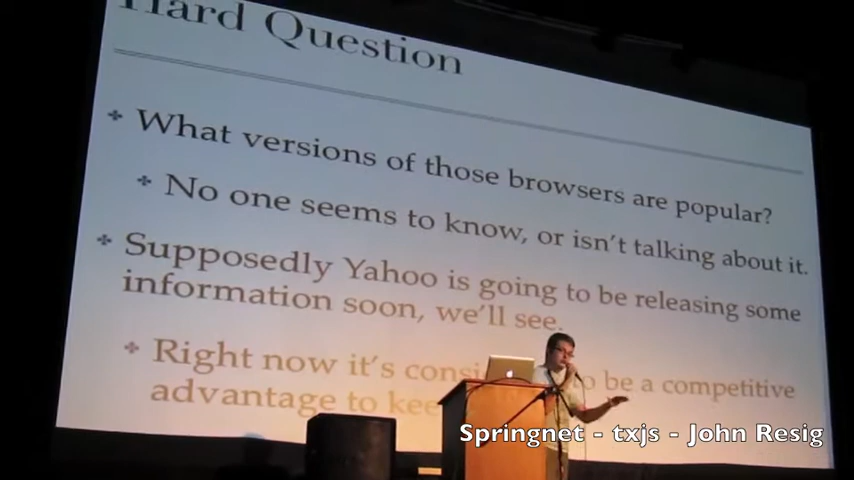 Hard Question
What versions of those browsers are popular?
No one seems to know, or isn't talking about it.
Supposedly Yahoo is going to be releasing some
information soon, we'll see.
Right now it's to be a competitive
advantage to
Springnet - txjs - John Resig